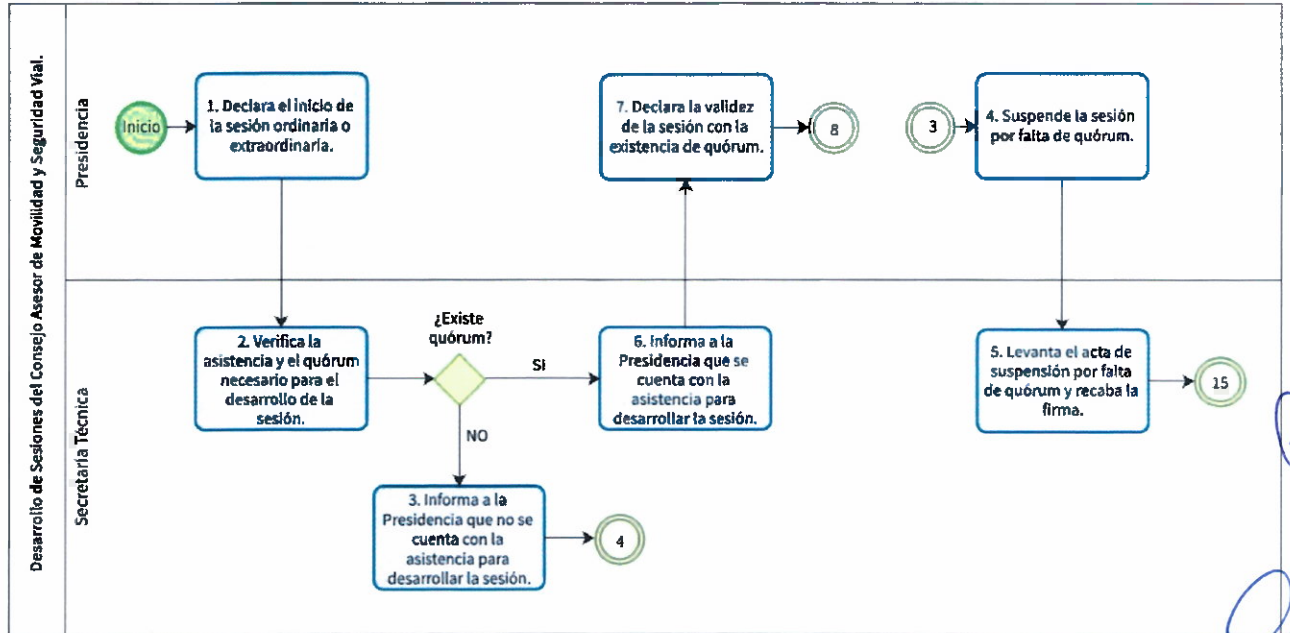 Desarrollo de Sesiones del Consejo Asesor de Movilidad y Seguridad Vial.
Presidencia
Inicio
1. Declara el inicio de
la sesión ordinaria o
extraordinaria.
7. Declara la validez
de la sesión con la
existencia de quórum.
8
3
4. Suspende la sesión
por falta de quórum.
Secretaría Técnica
2. Verifica la
asistencia y el quórum
necesario para el
desarrollo de la
sesión.
¿Existe
quórum?
SI
NO
6. Informa a la
Presidencia que se
cuenta con la
asistencia para
desarrollar la sesión.
5. Levanta el acta de
suspensión por falta
de quórum y recaba la
firma.
15
3. Informa a la
Presidencia que no se
cuenta con la
asistencia para
desarrollar la sesión.
4